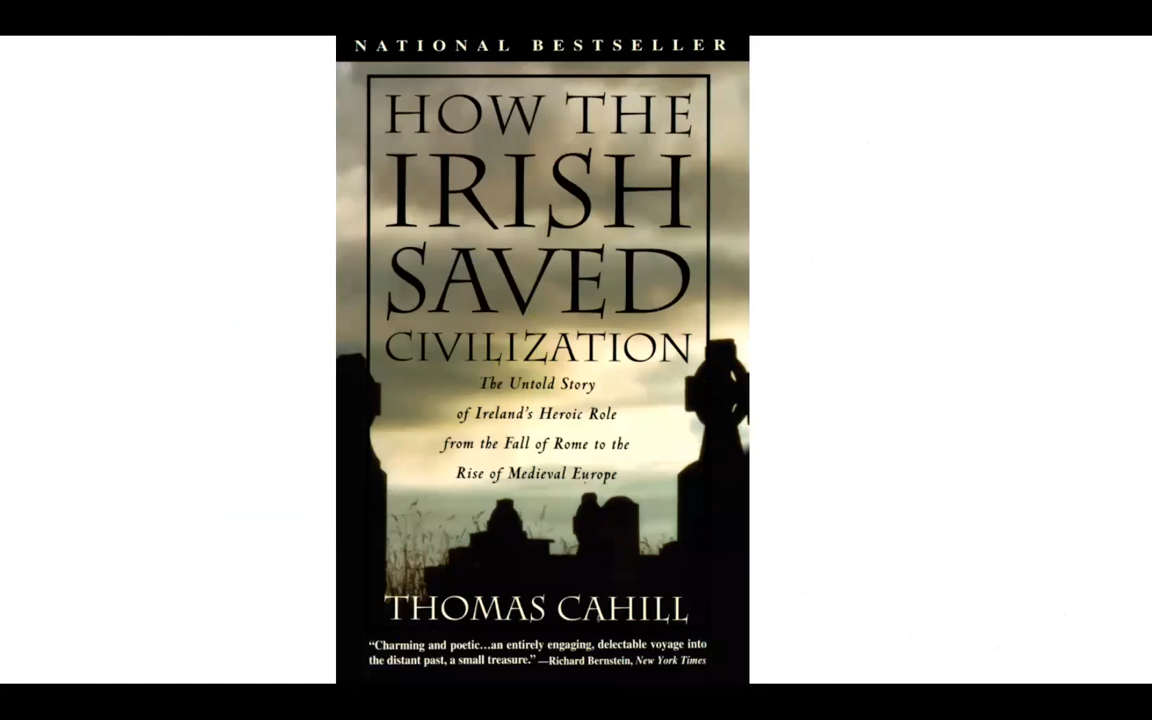 NATIONAL BESTSELLER
HOW THE
IRISH
SAVED
CIVILIZATION
The Untold Story
of Ireland's Heroic Role
from the Fall of Rome to the
Rise of Medieval Europe
THOMAS CAHILL
“Charming and poetic...an entirely engaging, delectable voyage into
the distant past, a small treasure.” —Richard Bernstein, New York Times